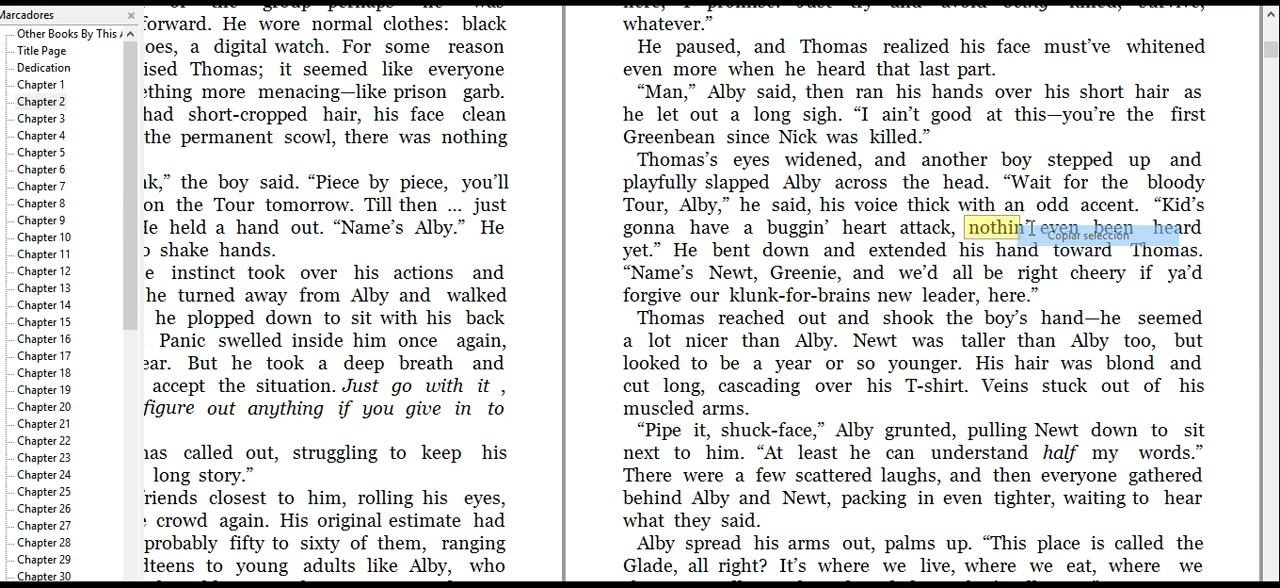 Marcadores
Other Books By This A
Title Page
Dedication
Chapter 1
Chapter 2
Chapter 3
Chapter 4
Chapter 5
Chapter 6
Chapter 7
Chapter 8
Chapter 9
Chapter 10
Chapter 11
Chapter 12
Chapter 13
Chapter 14
Chapter 15
Chapter 16
Chapter 17
Chapter 18
Chapter 19
Chapter 20
Chapter 21
Chapter 22
Chapter 23
Chapter 24
Chapter 25
Chapter 26
Chapter 27
Chapter 28
Chapter 29
Chapter 30
forward. He wore normal clothes: black
oes, a digital watch. For some reason
ised Thomas; it seemed like everyone
ething more menacing—like prison garb.
had short-cropped hair, his face clean
the permanent scowl, there was nothing
nk,” the boy said. “Piece by piece, you’ll
on the Tour tomorrow. Till then ... just
He held a hand out. “Name’s Alby.” He
o shake hands.
e instinct took over his actions and
he turned away from Alby and walked
he plopped down to sit with his back
Panic swelled inside him once again,
ear. But he took a deep breath and
accept the situation. Just go with it ,
figure out anything if you give in to
mas called out, struggling to keep his
long story.”
friends closest to him, rolling his eyes,
e crowd again. His original estimate had
probably fifty to sixty of them, ranging
dteens to young adults like Alby, who
whatever.”
He paused, and Thomas realized his face must’ve whitened
even more when he heard that last part.
“Man,” Alby said, then ran his hands over his short hair as
he let out a long sigh. “I ain’t good at this—you’re the first
Greenbean since Nick was killed.”
Thomas’s eyes widened, and another boy stepped up and
playfully slapped Alby across the head. “Wait for the bloody
Tour, Alby,” he said, his voice thick with an odd accent. “Kid’s
gonna have a buggin’ heart attack, nothin’ even been heard
Copiar selección
yet.” He bent down and extended his hand toward Thomas.
“Name’s Newt, Greenie, and we’d all be right cheery if ya’d
forgive our klunk-for-brains new leader, here.”
Thomas reached out and shook the boy’s hand—he seemed
a lot nicer than Alby. Newt was taller than Alby too, but
looked to be a year or so younger. His hair was blond and
cut long, cascading over his T-shirt. Veins stuck out of his
muscled arms.
“Pipe it, shuck-face,” Alby grunted, pulling Newt down to sit
next to him. “At least he can understand half my words.”
There were a few scattered laughs, and then everyone gathered
behind Alby and Newt, packing in even tighter, waiting to hear
what they said.
Alby spread his arms out, palms up. “This place is called the
Glade, all right? It’s where we live, where we eat, where we